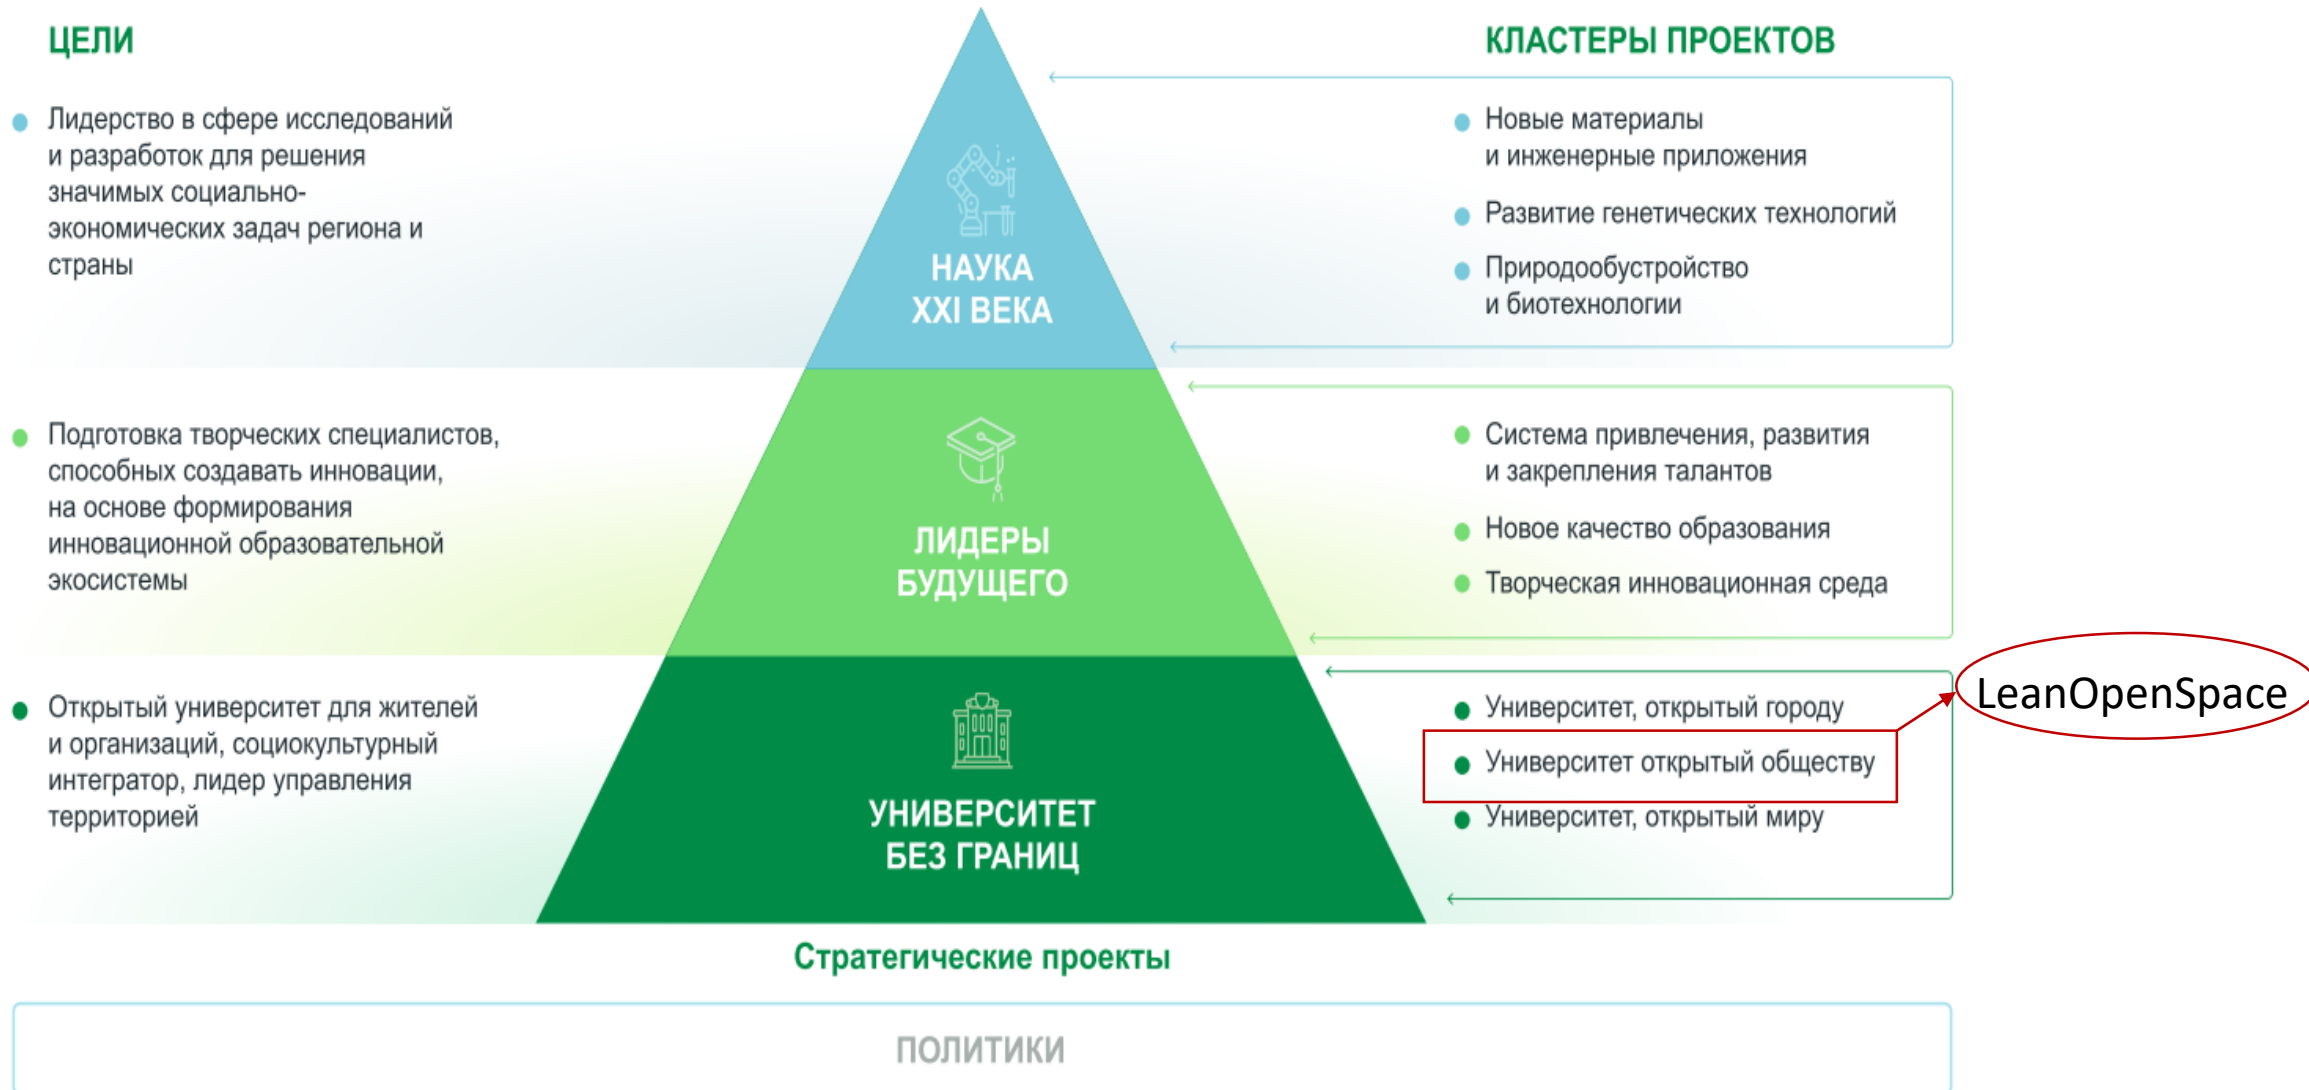 ЦЕЛИ
Лидерство в сфере исследований
и разработок для решения
значимых социально-
экономических задач региона и
страны
Подготовка творческих специалистов,
способных создавать инновации,
на основе формирования
инновационной образовательной
экосистемы
Открытый университет для жителей
и организаций, социокультурный
интегратор, лидер управления
территорией
НАУКА
XXI ВЕКА
ЛИДЕРЫ
БУДУЩЕГО
УНИВЕРСИТЕТ
БЕЗ ГРАНИЦ
Стратегические проекты
КЛАСТЕРЫ ПРОЕКТОВ
Новые материалы
и инженерные приложения
Развитие генетических технологий
Природообустройство
и биотехнологии
Система привлечения, развития
и закрепления талантов
Новое качество образования
Творческая инновационная среда
Университет, открытый городу
Университет открытый обществу
Университет, открытый миру
LeanOpenSpace
ПОЛИТИКИ